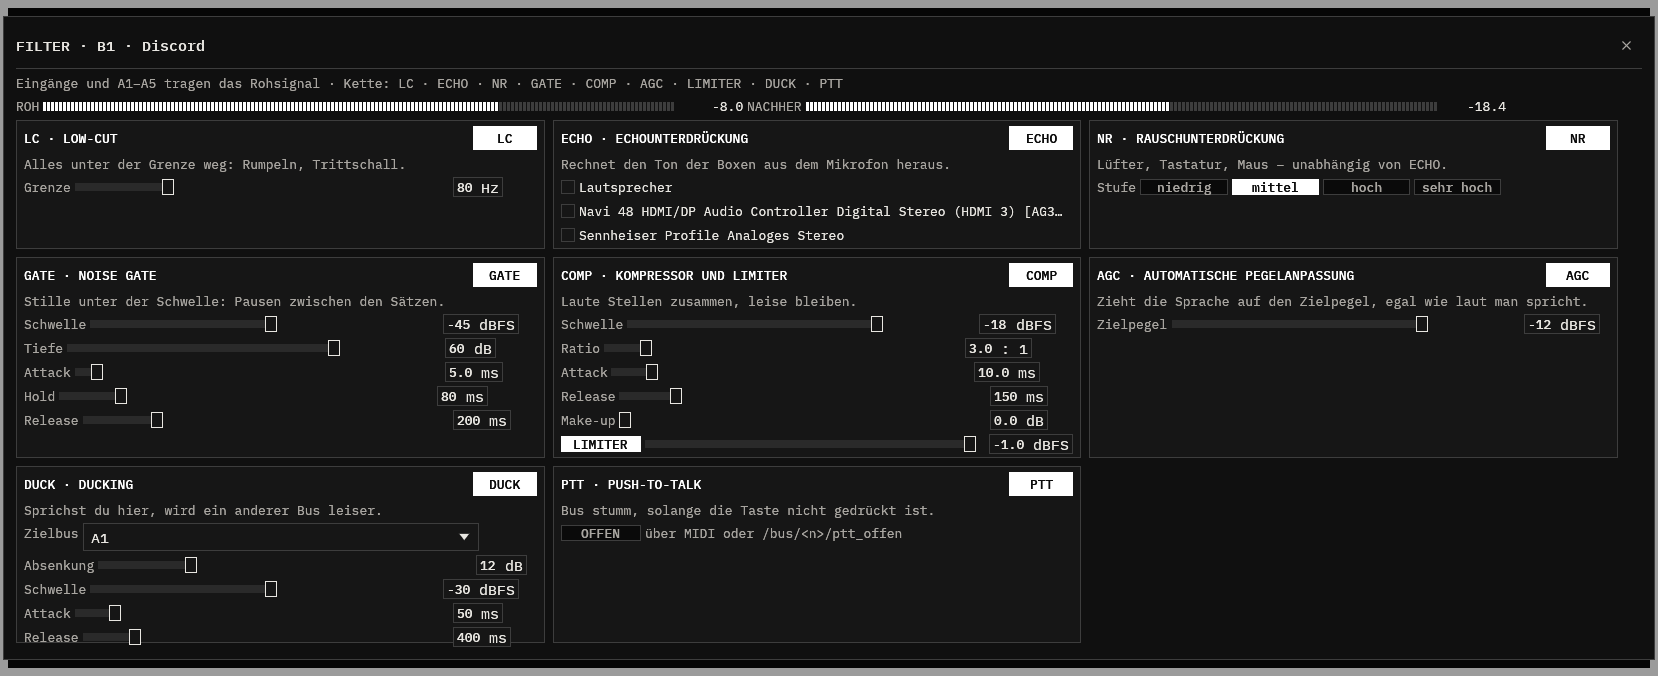 FILTER · B1 · Discord ×
Eingänge und A1–A5 tragen das Rohsignal · Kette: LC · ECHO · NR · GATE · COMP · AGC · LIMITER · DUCK · PTT
ROH -8.0 NACHHER -18.4
LC · LOW-CUT LC
Alles unter der Grenze weg: Rumpeln, Trittschall.
Grenze 80 Hz
ECHO · ECHOUNTERDRÜCKUNG ECHO
Rechnet den Ton der Boxen aus dem Mikrofon heraus.
Lautsprecher
Navi 48 HDMI/DP Audio Controller Digital Stereo (HDMI 3) [AG3…
Sennheiser Profile Analoges Stereo
NR · RAUSCHUNTERDRÜCKUNG NR
Lüfter, Tastatur, Maus – unabhängig von ECHO.
Stufe niedrig mittel hoch sehr hoch
GATE · NOISE GATE GATE
Stille unter der Schwelle: Pausen zwischen den Sätzen.
Schwelle -45 dBFS
Tiefe 60 dB
Attack 5.0 ms
Hold 80 ms
Release 200 ms
COMP · KOMPRESSOR UND LIMITER COMP
Laute Stellen zusammen, leise bleiben.
Schwelle -18 dBFS
Ratio 3.0 : 1
Attack 10.0 ms
Release 150 ms
Make-up 0.0 dB
LIMITER -1.0 dBFS
AGC · AUTOMATISCHE PEGELANPASSUNG AGC
Zieht die Sprache auf den Zielpegel, egal wie laut man spricht.
Zielpegel -12 dBFS
DUCK · DUCKING DUCK
Sprichst du hier, wird ein anderer Bus leiser.
Zielbus A1
Absenkung 12 dB
Schwelle -30 dBFS
Attack 50 ms
Release 400 ms
PTT · PUSH-TO-TALK PTT
Bus stumm, solange die Taste nicht gedrückt ist.
OFFEN über MIDI oder /bus/<n>/ptt_offen